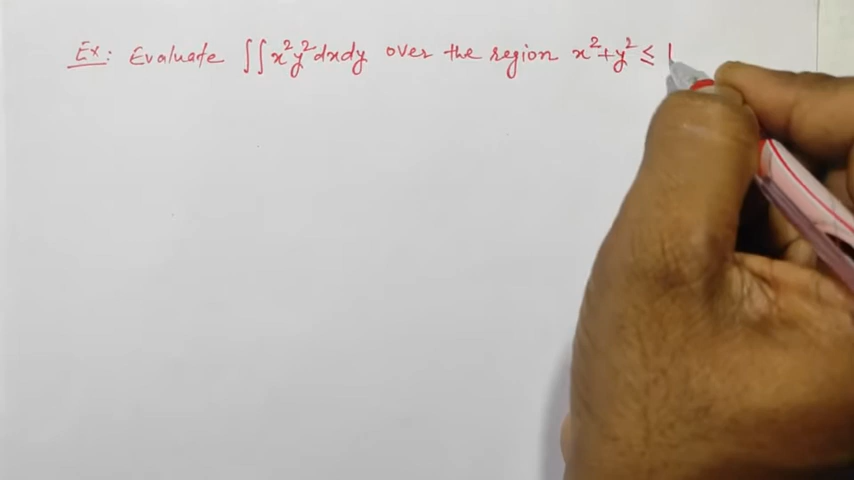 Ex: Evaluate ∫∫x²y²dxdy over the region x²+y² ≤ 1